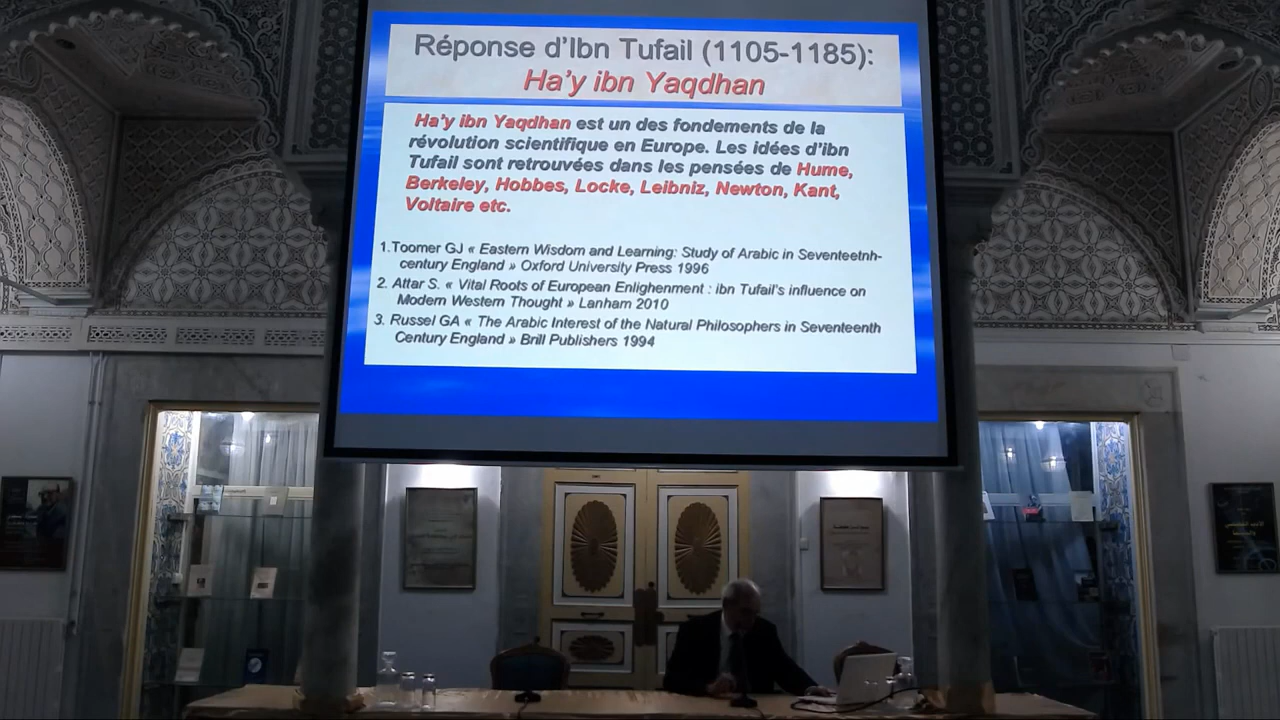 Réponse d'Ibn Tufail (1105-1185):
Ha'y ibn Yaqdhan
Ha'y ibn Yaqdhan est un des fondements de la
révolution scientifique en Europe. Les idées d'ibn
Tufail sont retrouvées dans les pensées de Hume,
Berkeley, Hobbes, Locke, Leibniz, Newton, Kant,
Voltaire etc.
1.Toomer GJ « Eastern Wisdom and Learning: Study of Arabic in Seventeetnh-
century England » Oxford University Press 1996
2. Attar S. « Vital Roots of European Enlighenment : ibn Tufail's influence on
Modern Western Thought » Lanham 2010
3. Russel GA « The Arabic Interest of the Natural Philosophers in Seventeenth
Century England » Brill Publishers 1994